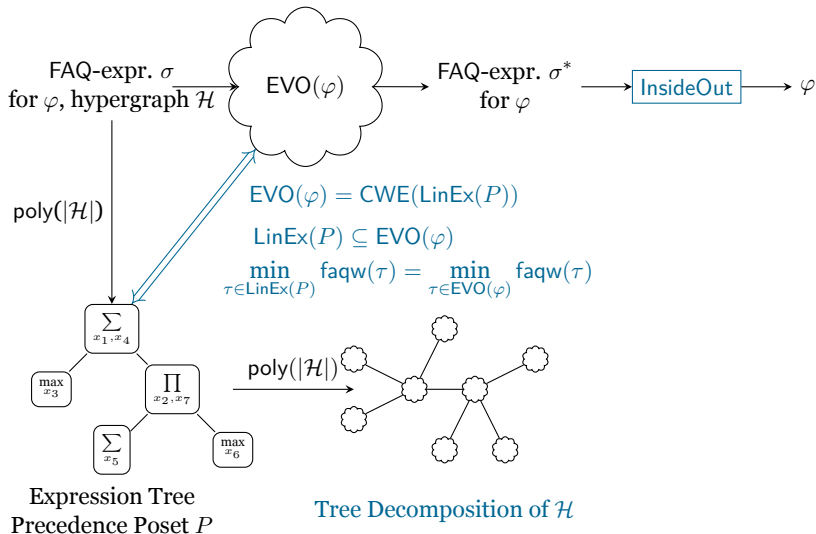 FAQ-expr. σ
for φ, hypergraph ℋ
EVO(φ)
FAQ-expr. σ*
for φ
InsideOut
φ
poly(|ℋ|)
EVO(φ) = CWE(LinEx(P))
LinEx(P) ⊆ EVO(φ)
min faqw(τ) = min faqw(τ)
τ∈LinEx(P) τ∈EVO(φ)
∑
x₁,x₄
max
x₃
∏
x₂,x₇
∑
x₅
max
x₆
poly(|ℋ|)
Expression Tree
Precedence Poset P
Tree Decomposition of ℋ